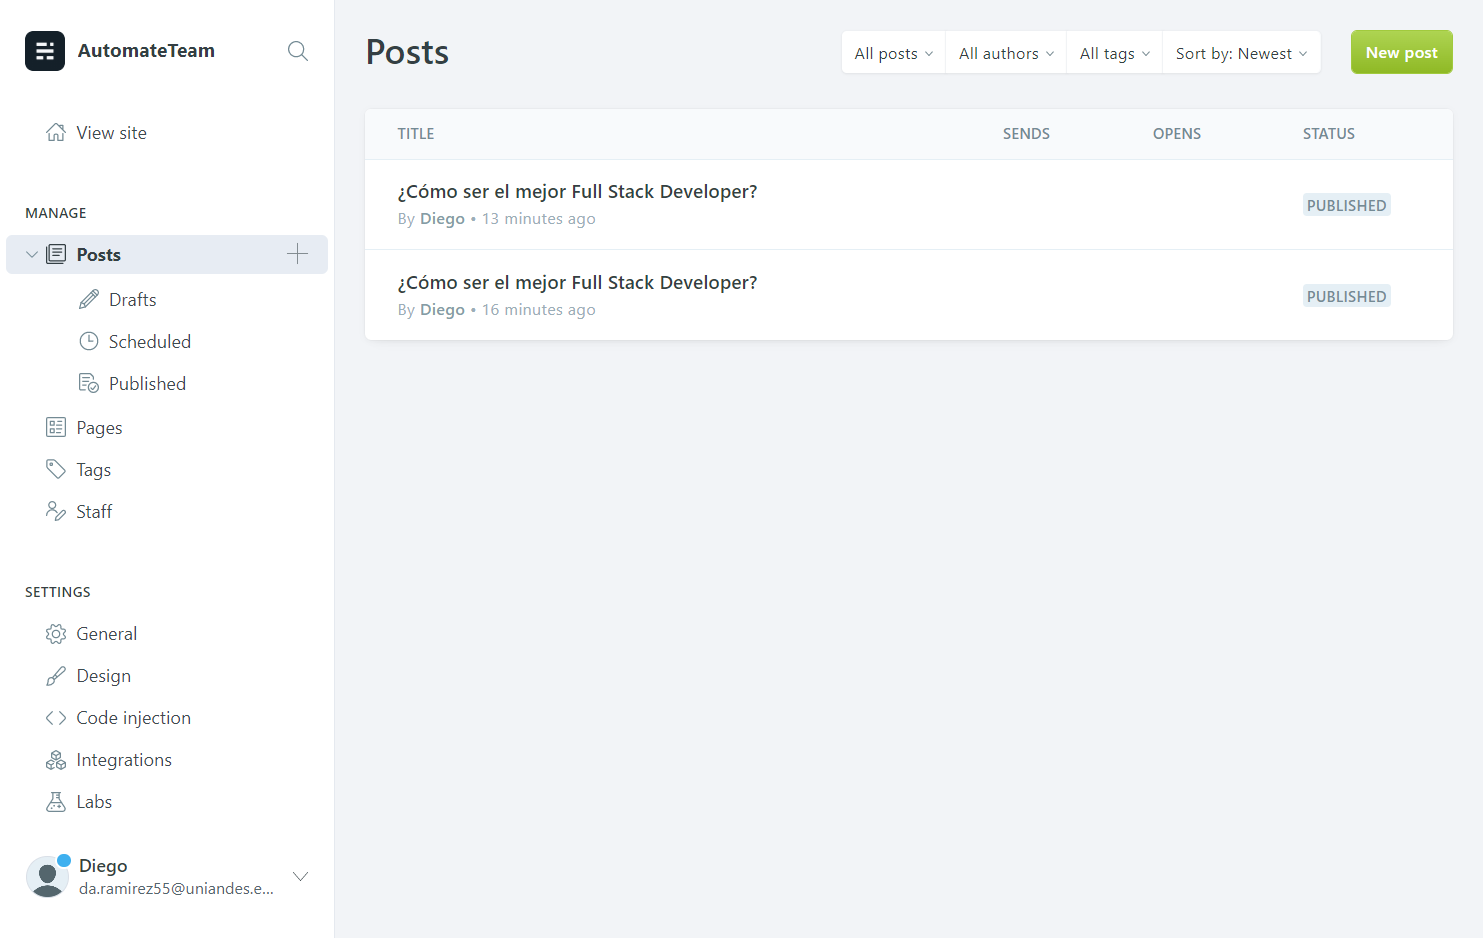 AutomateTeam
View site
MANAGE
Posts
Drafts
Scheduled
Published
Pages
Tags
Staff
SETTINGS
General
Design
Code injection
Integrations
Labs
Diego
da.ramirez55@uniandes.e...
Posts
All posts
All authors
All tags
Sort by: Newest
New post
TITLE SENDS OPENS STATUS
¿Cómo ser el mejor Full Stack Developer?
By Diego • 13 minutes ago
PUBLISHED
¿Cómo ser el mejor Full Stack Developer?
By Diego • 16 minutes ago
PUBLISHED